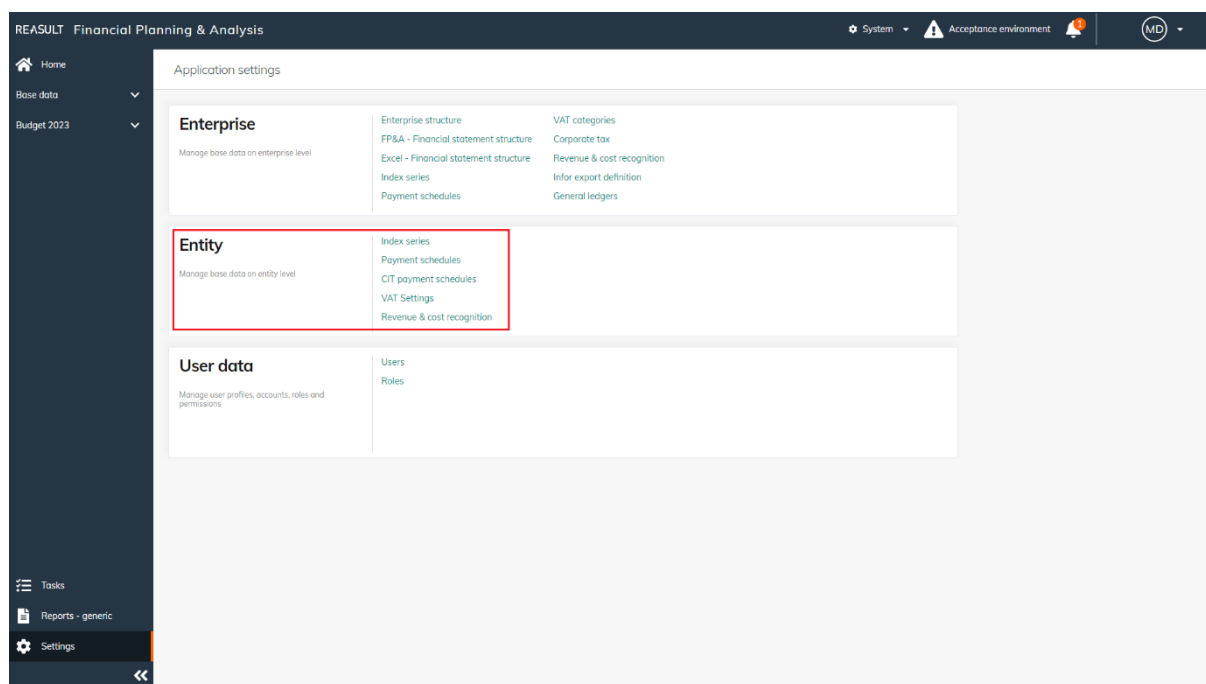 REASULT Financial Planning & Analysis
System
Acceptance environment
1
MD
Home
Base data
Budget 2023
Tasks
Reports - generic
Settings
Application settings
Enterprise
Manage base data on enterprise level
Enterprise structure
FP&A - Financial statement structure
Excel - Financial statement structure
Index series
Payment schedules
VAT categories
Corporate tax
Revenue & cost recognition
Infor export definition
General ledgers
Entity
Manage base data on entity level
Index series
Payment schedules
CIT payment schedules
VAT Settings
Revenue & cost recognition
User data
Manage user profiles, accounts, roles and
permissions
Users
Roles